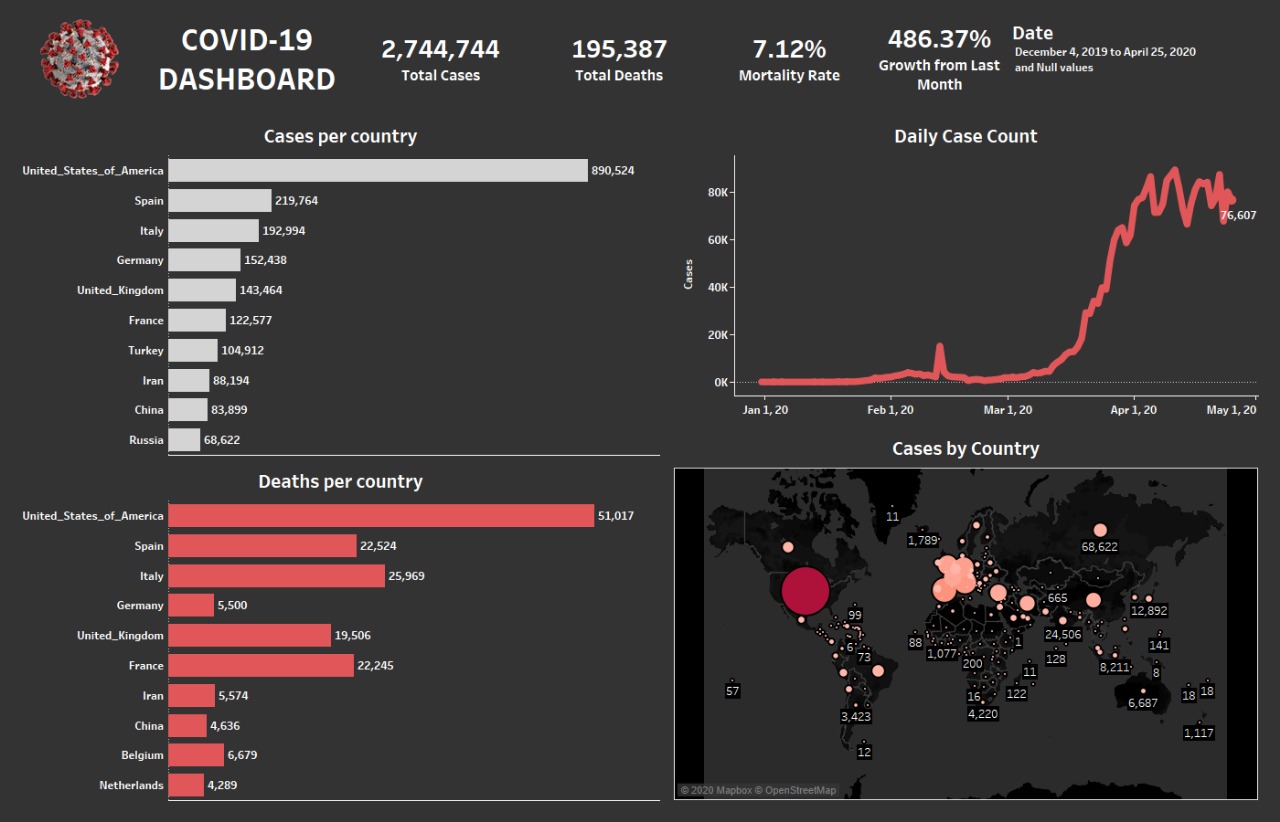 COVID-19
DASHBOARD
2,744,744
Total Cases
195,387
Total Deaths
7.12%
Mortality Rate
486.37%
Growth from Last
Month
Date
December 4, 2019 to April 25, 2020
and Null values
Cases per country
United_States_of_America 890,524
Spain 219,764
Italy 192,994
Germany 152,438
United_Kingdom 143,464
France 122,577
Turkey 104,912
Iran 88,194
China 83,899
Russia 68,622
Daily Case Count
Cases
80K
60K
40K
20K
0K
76,607
Jan 1, 20 Feb 1, 20 Mar 1, 20 Apr 1, 20 May 1, 20
Deaths per country
United_States_of_America 51,017
Spain 22,524
Italy 25,969
Germany 5,500
United_Kingdom 19,506
France 22,245
Iran 5,574
China 4,636
Belgium 6,679
Netherlands 4,289
Cases by Country
11
1,789
68,622
665
99
12,892
24,506
88
6
1
141
1,077
73
128
200
8,211
11
8
57
16
122
18
18
6,687
3,423
4,220
1,117
12
© 2020 Mapbox © OpenStreetMap